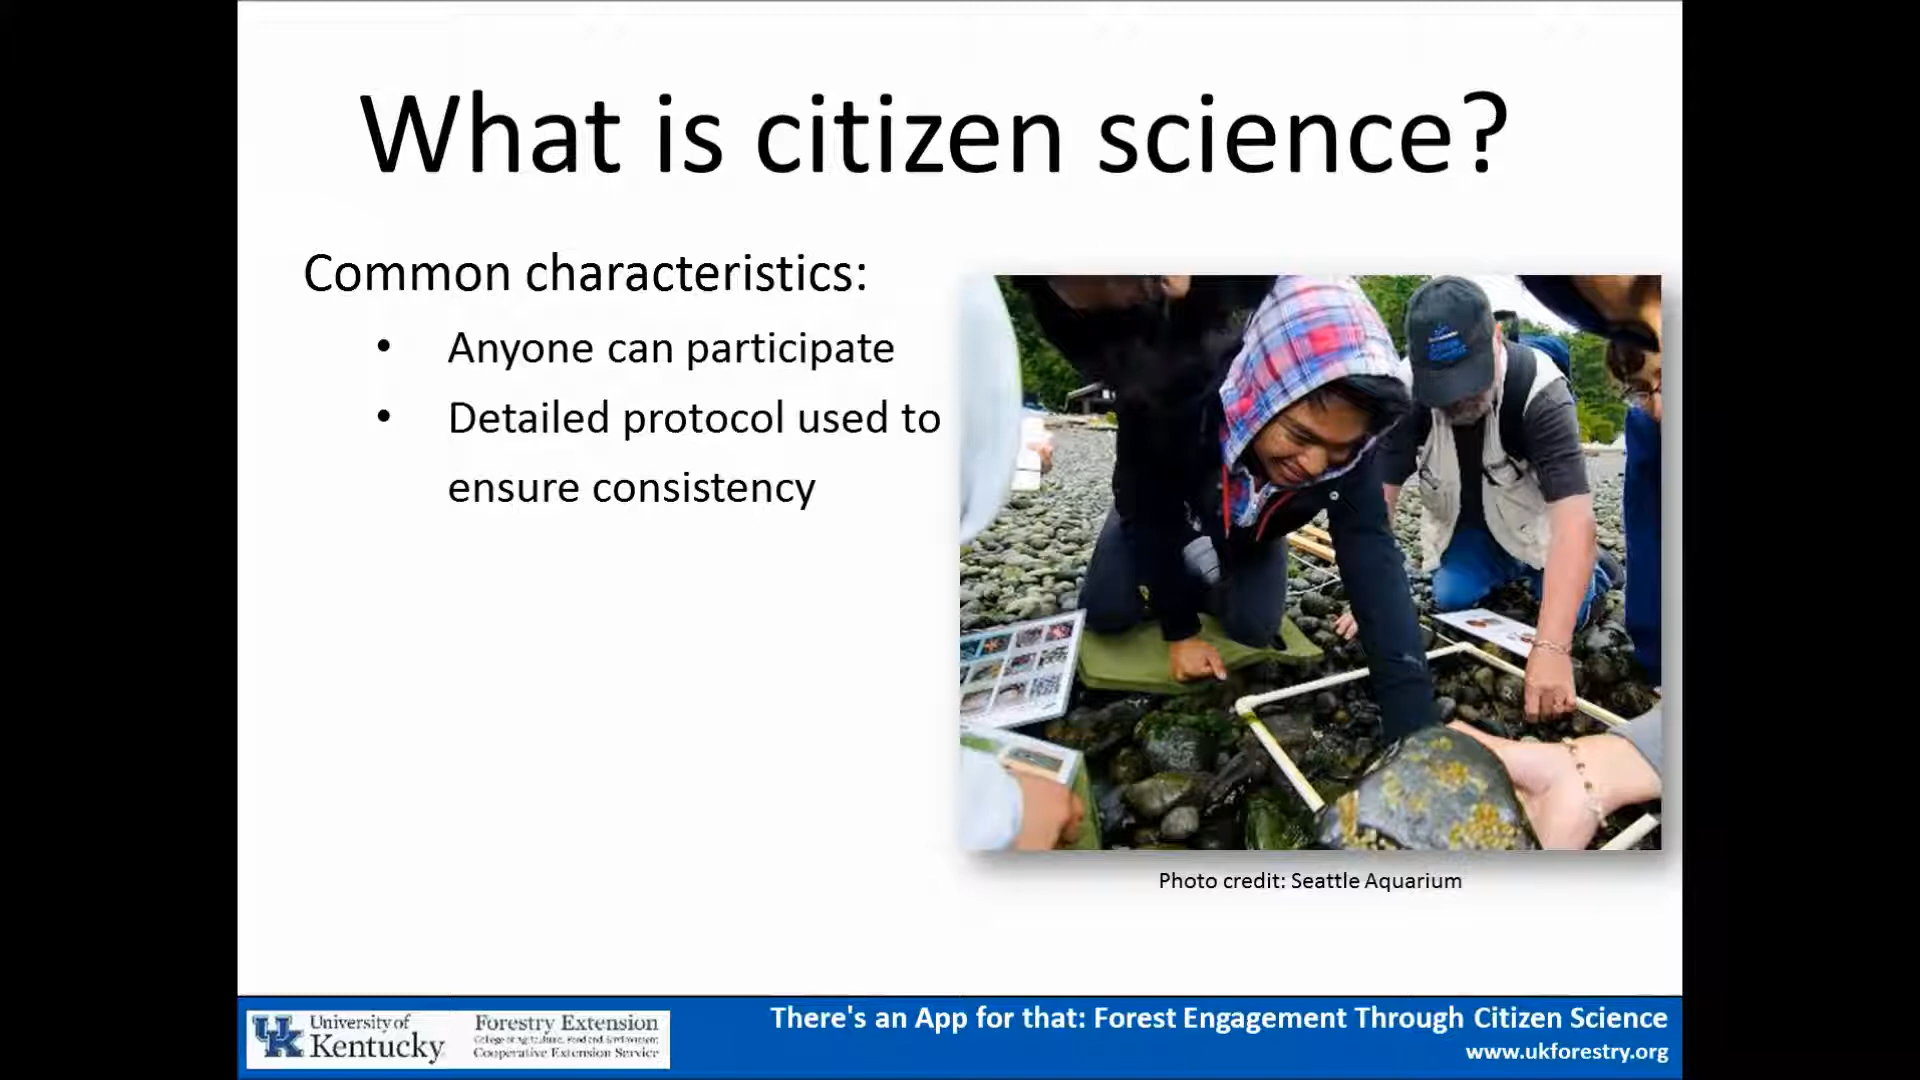 What is citizen science?
Common characteristics:
• Anyone can participate
• Detailed protocol used to
ensure consistency
Photo credit: Seattle Aquarium
UK University of
Kentucky
Forestry Extension
College of Agriculture, Food and Environment
Cooperative Extension Service
There's an App for that: Forest Engagement Through Citizen Science
www.ukforestry.org